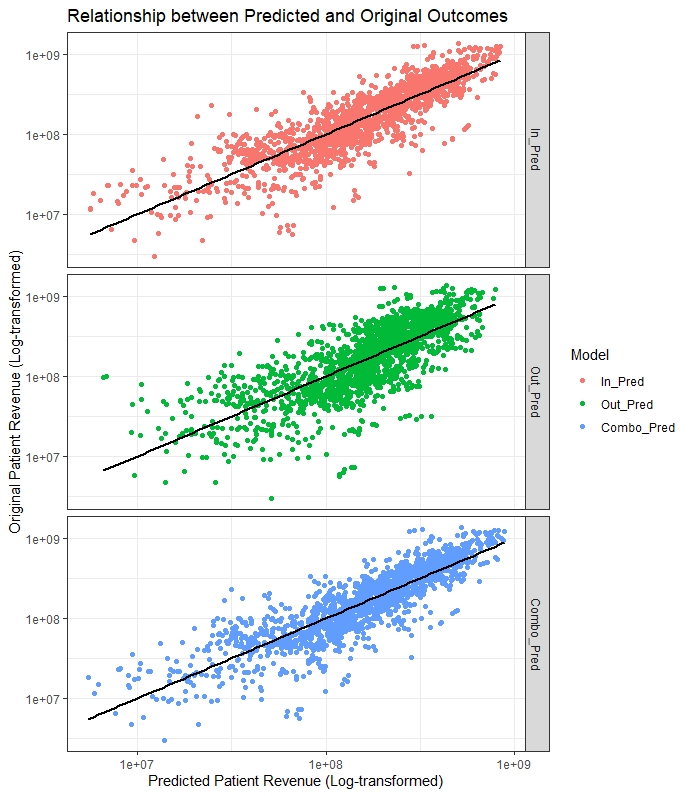 Relationship between Predicted and Original Outcomes
Original Patient Revenue (Log-transformed)
1e+09
1e+08
1e+07
In_Pred
1e+09
1e+08
1e+07
Out_Pred
1e+09
1e+08
1e+07
Combo_Pred
1e+07 1e+08 1e+09
Predicted Patient Revenue (Log-transformed)
Model
In_Pred
Out_Pred
Combo_Pred